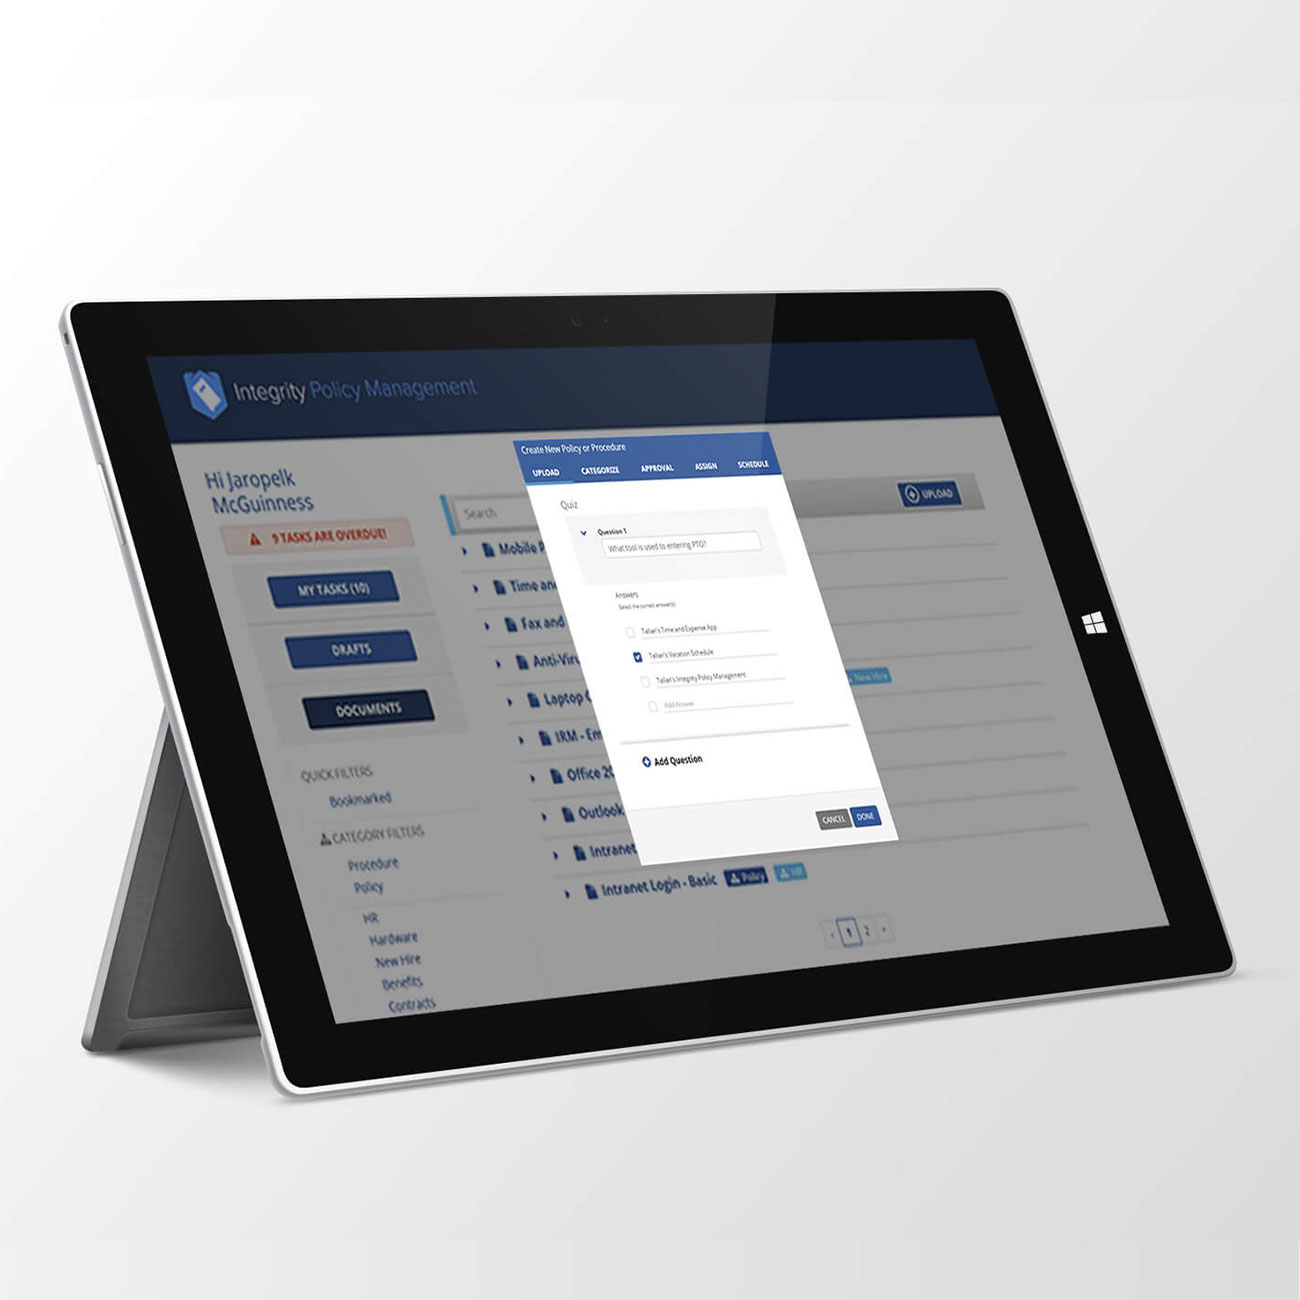 Integrity Policy Management
Hi Jaropelk
McGuinness
9 TASKS ARE OVERDUE!
MY TASKS (10)
DRAFTS
DOCUMENTS
QUICK FILTERS
Bookmarked
CATEGORY FILTERS
Procedure
Policy
HR
Hardware
New Hire
Benefits
Contracts
Search
UPLOAD
Mobile
Time and
Fax and
Anti-Viru
Laptop
New Hire
IRM - Em
Office 20
Outlook
Intranet
Intranet Login - Basic Policy HR
‹ 1 2 ›
Create New Policy or Procedure
UPLOAD CATEGORIZE APPROVAL ASSIGN SCHEDULE
Quiz
Question 1
What tool is used to entering PTO?
Answers
Select the correct answer(s)
Tallan's Time and Expense App
Tallan's Vacation Schedule
Tallan's Integrity Policy Management
Add Answer
Add Question
CANCEL DONE